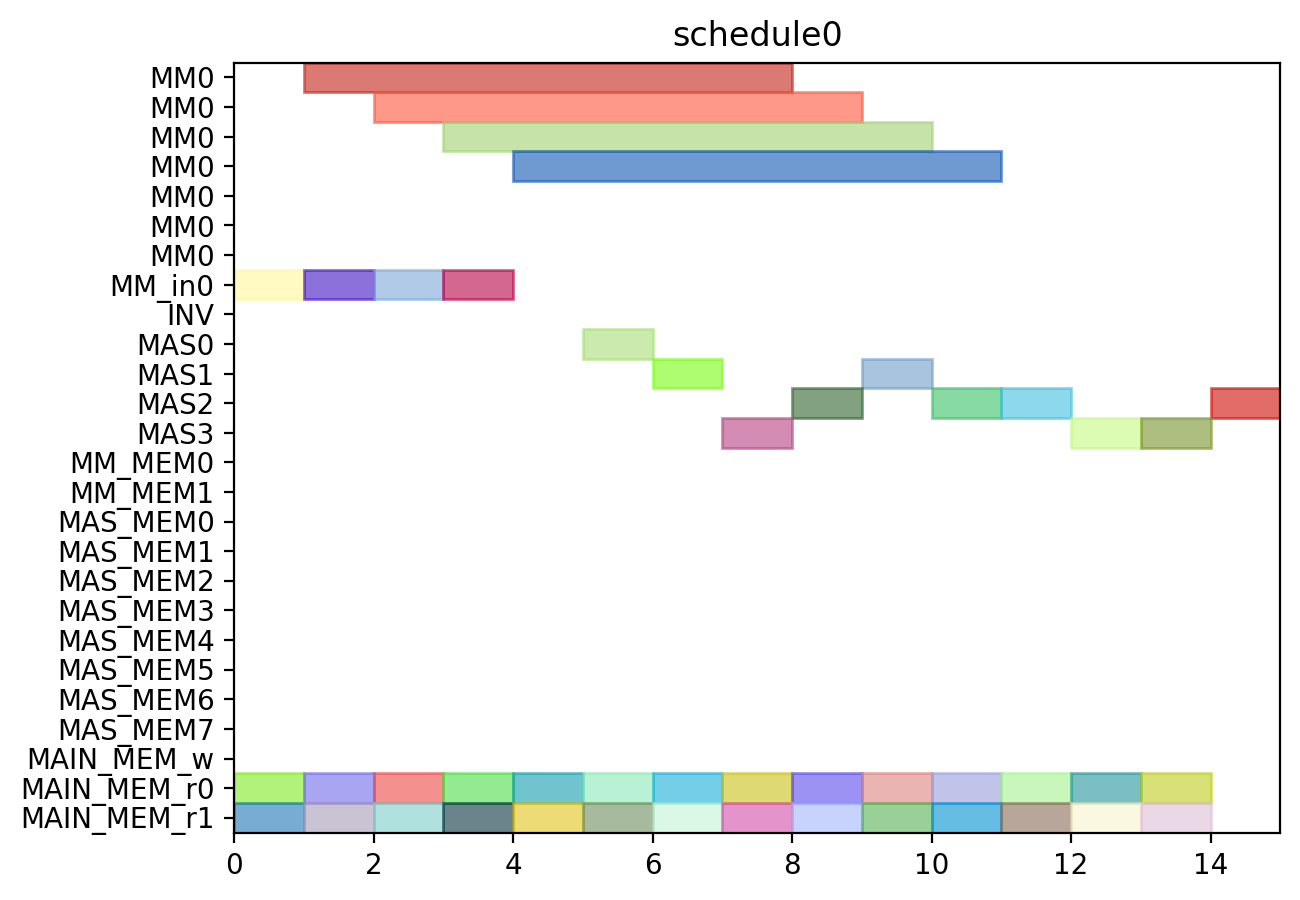 schedule0
MM0
MM0
MM0
MM0
MM0
MM0
MM0
MM_in0
INV
MAS0
MAS1
MAS2
MAS3
MM_MEM0
MM_MEM1
MAS_MEM0
MAS_MEM1
MAS_MEM2
MAS_MEM3
MAS_MEM4
MAS_MEM5
MAS_MEM6
MAS_MEM7
MAIN_MEM_w
MAIN_MEM_r0
MAIN_MEM_r1
0 2 4 6 8 10 12 14